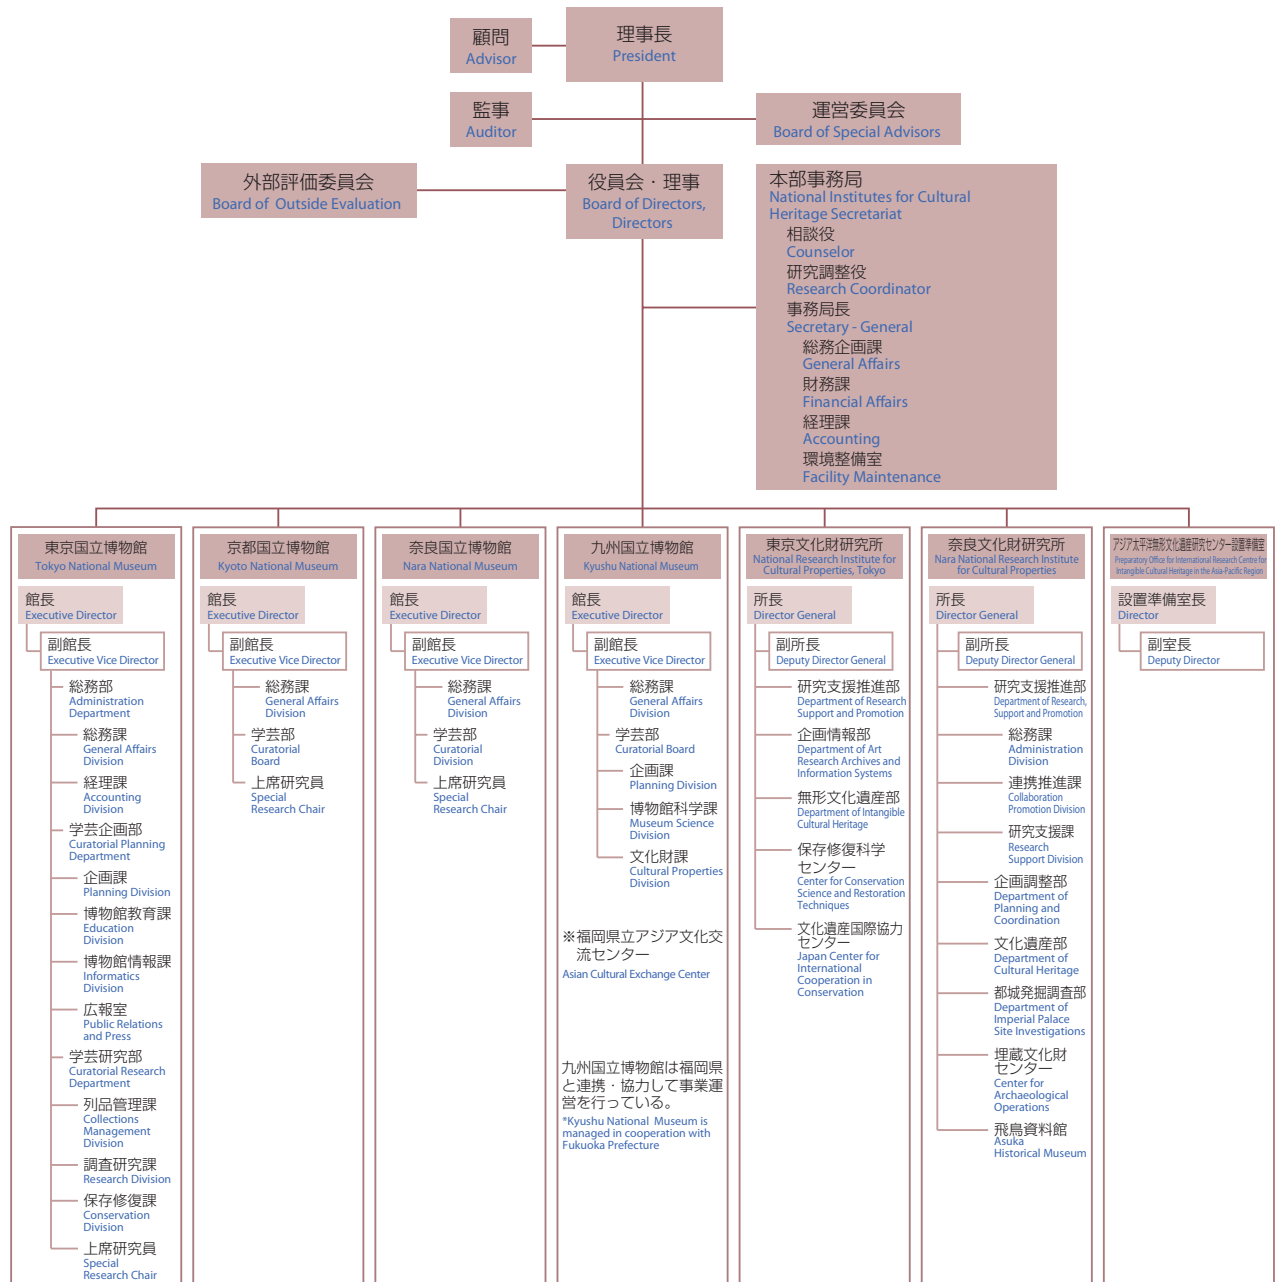 顧問
Advisor
理事長
President
監事
Auditor
運営委員会
Board of Special Advisors
外部評価委員会
Board of Outside Evaluation
役員会・理事
Board of Directors,
Directors
本部事務局
National Institutes for Cultural
Heritage Secretariat
相談役
Counselor
研究調整役
Research Coordinator
事務局長
Secretary - General
総務企画課
General Affairs
財務課
Financial Affairs
経理課
Accounting
環境整備室
Facility Maintenance
東京国立博物館
Tokyo National Museum
館長
Executive Director
副館長
Executive Vice Director
総務部
Administration
Department
総務課
General Affairs
Division
経理課
Accounting
Division
学芸企画部
Curatorial Planning
Department
企画課
Planning Division
博物館教育課
Education
Division
博物館情報課
Informatics
Division
広報室
Public Relations
and Press
学芸研究部
Curatorial Research
Department
列品管理課
Collections
Management
Division
調査研究課
Research Division
保存修復課
Conservation
Division
上席研究員
Special
Research Chair
京都国立博物館
Kyoto National Museum
館長
Executive Director
副館長
Executive Vice Director
総務課
General Affairs
Division
学芸部
Curatorial
Board
上席研究員
Special
Research Chair
奈良国立博物館
Nara National Museum
館長
Executive Director
副館長
Executive Vice Director
総務課
General Affairs
Division
学芸部
Curatorial
Division
上席研究員
Special
Research Chair
九州国立博物館
Kyushu National Museum
館長
Executive Director
副館長
Executive Vice Director
総務課
General Affairs
Division
学芸部
Curatorial Board
企画課
Planning Division
博物館科学課
Museum Science
Division
文化財課
Cultural Properties
Division
※福岡県立アジア文化交
流センター
Asian Cultural Exchange Center
九州国立博物館は福岡県
と連携・協力して事業運
営を行っている。
*Kyushu National Museum is
managed in cooperation with
Fukuoka Prefecture
東京文化財研究所
National Research Institute for
Cultural Properties, Tokyo
所長
Director General
副所長
Deputy Director General
研究支援推進部
Department of Research
Support and Promotion
企画情報部
Department of Art
Research Archives and
Information Systems
無形文化遺産部
Department of Intangible
Cultural Heritage
保存修復科学
センター
Center for Conservation
Science and Restoration
Techniques
文化遺産国際協力
センター
Japan Center for
International
Cooperation in
Conservation
奈良文化財研究所
Nara National Research Institute
for Cultural Properties
所長
Director General
副所長
Deputy Director General
研究支援推進部
Department of Research,
Support and Promotion
総務課
Administration
Division
連携推進課
Collaboration
Promotion Division
研究支援課
Research
Support Division
企画調整部
Department of
Planning and
Coordination
文化遺産部
Department of
Cultural Heritage
都城発掘調査部
Department of
Imperial Palace
Site Investigations
埋蔵文化財
センター
Center for
Archaeological
Operations
飛鳥資料館
Asuka
Historical Museum
アジア太平洋無形文化遺産研究センター設置準備室
Preparatory Office for International Research Centre for
Intangible Cultural Heritage in the Asia-Pacific Region
設置準備室長
Director
副室長
Deputy Director